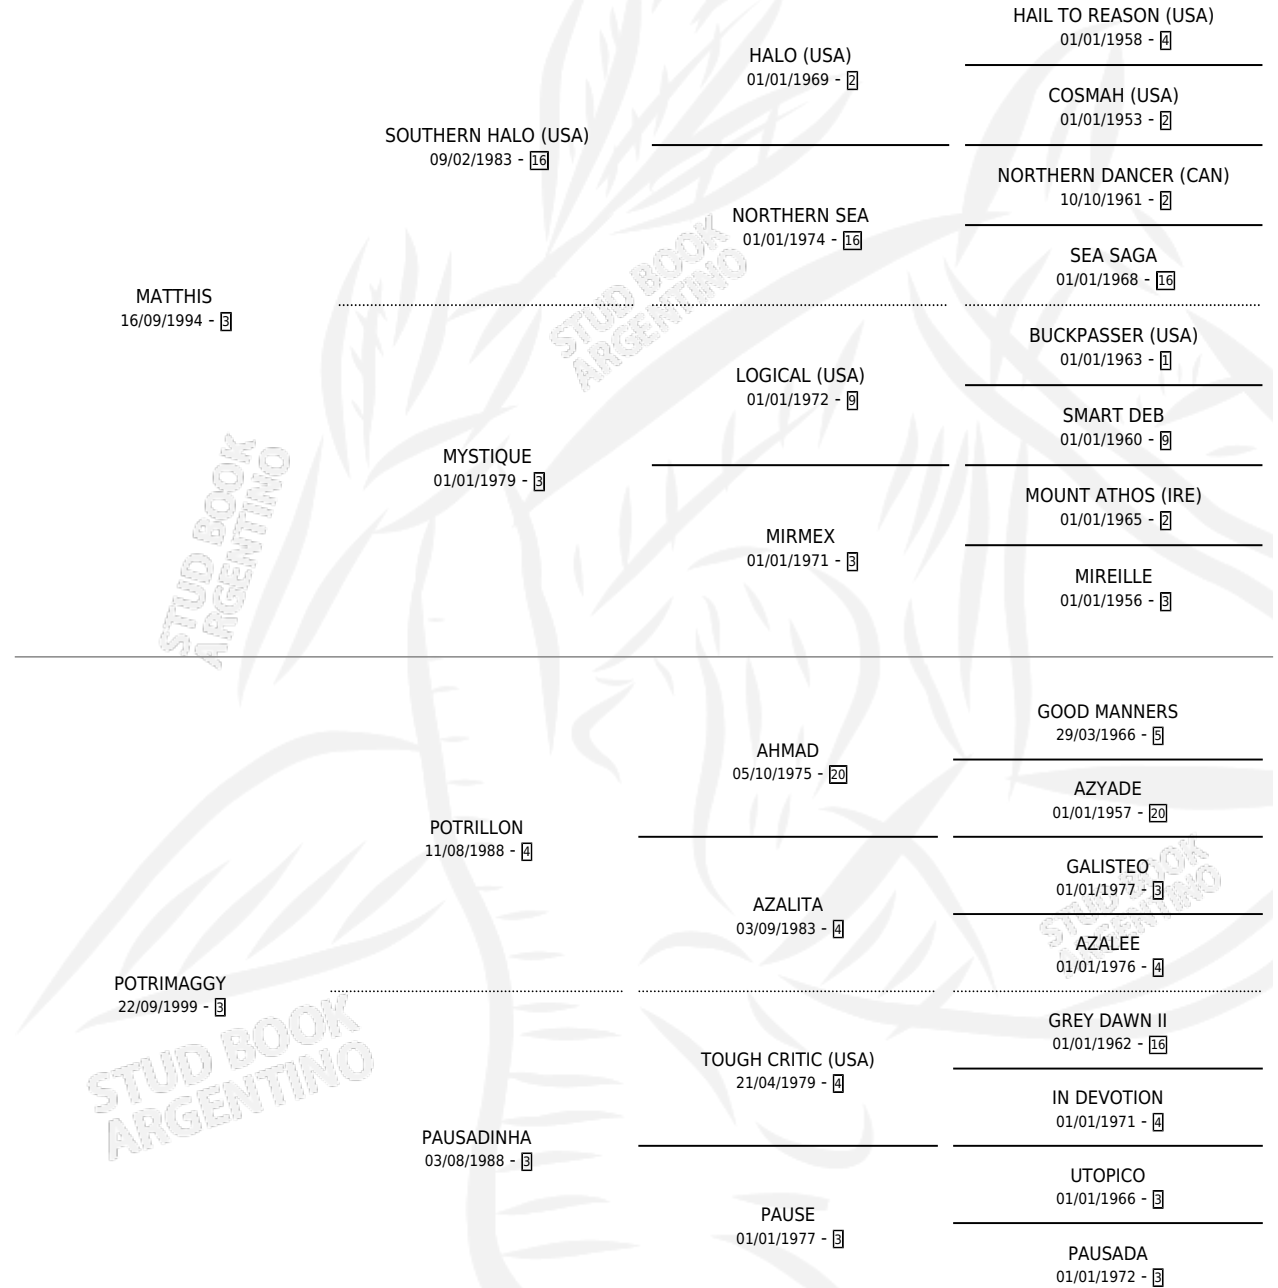 HAIL TO REASON (USA)
01/01/1958 - 4
HALO (USA)
01/01/1969 - 2
COSMAH (USA)
01/01/1953 - 2
SOUTHERN HALO (USA)
09/02/1983 - 16
NORTHERN DANCER (CAN)
10/10/1961 - 2
NORTHERN SEA
01/01/1974 - 16
SEA SAGA
01/01/1968 - 16
MATTHIS
16/09/1994 - 3
STUD BOOK
ARGENTINO
BUCKPASSER (USA)
01/01/1963 - 1
LOGICAL (USA)
01/01/1972 - 9
SMART DEB
01/01/1960 - 9
MYSTIQUE
01/01/1979 - 3
MOUNT ATHOS (IRE)
01/01/1965 - 2
MIRMEX
01/01/1971 - 3
MIREILLE
01/01/1956 - 3
STUD BOOK
ARGENTINO
GOOD MANNERS
29/03/1966 - 5
AHMAD
05/10/1975 - 20
AZYADE
01/01/1957 - 20
POTRILLON
11/08/1988 - 4
GALISTEO
01/01/1977 - 3
AZALITA
03/09/1983 - 4
STUD BOOK
ARGENTINO
AZALEE
01/01/1976 - 4
POTRIMAGGY
22/09/1999 - 3
GREY DAWN II
01/01/1962 - 16
TOUGH CRITIC (USA)
21/04/1979 - 4
IN DEVOTION
01/01/1971 - 4
STUD BOOK
ARGENTINO
PAUSADINHA
03/08/1988 - 3
UTOPICO
01/01/1966 - 3
PAUSE
01/01/1977 - 3
PAUSADA
01/01/1972 - 3